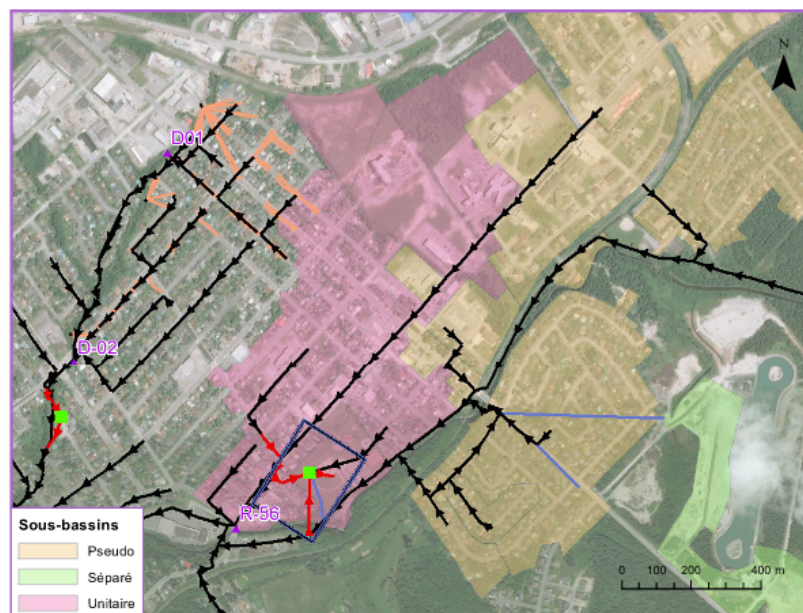 N
D01
D-02
R-56
Sous-bassins
Pseudo
Séparé
Unitaire
0 100 200 400 m